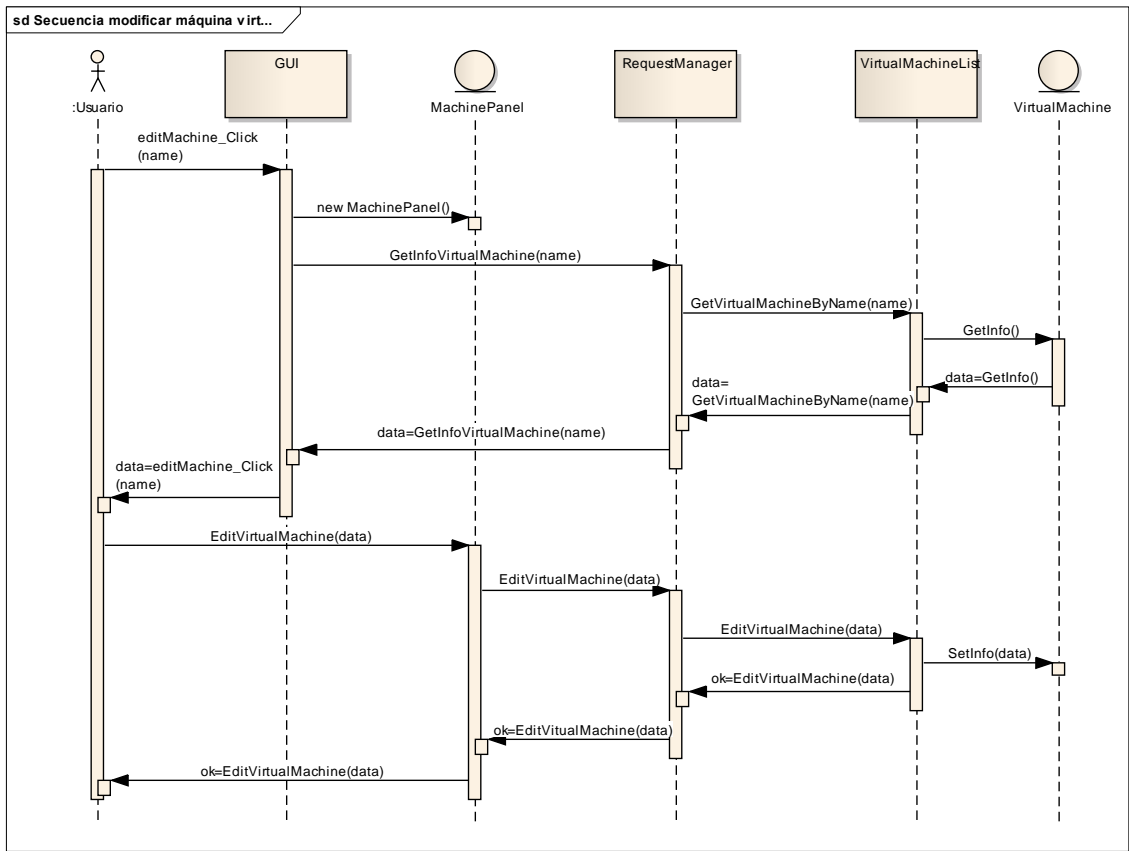 sd Secuencia modificar máquina virt...
:Usuario
GUI
MachinePanel
RequestManager
VirtualMachineList
VirtualMachine
editMachine_Click
(name)
new MachinePanel()
GetInfoVirtualMachine(name)
GetVirtualMachineByName(name)
GetInfo()
data=GetInfo()
data=
GetVirtualMachineByName(name)
data=GetInfoVirtualMachine(name)
data=editMachine_Click
(name)
EditVirtualMachine(data)
EditVirtualMachine(data)
EditVirtualMachine(data)
SetInfo(data)
ok=EditVirtualMachine(data)
ok=EditVitualMachine(data)
ok=EditVirtualMachine(data)